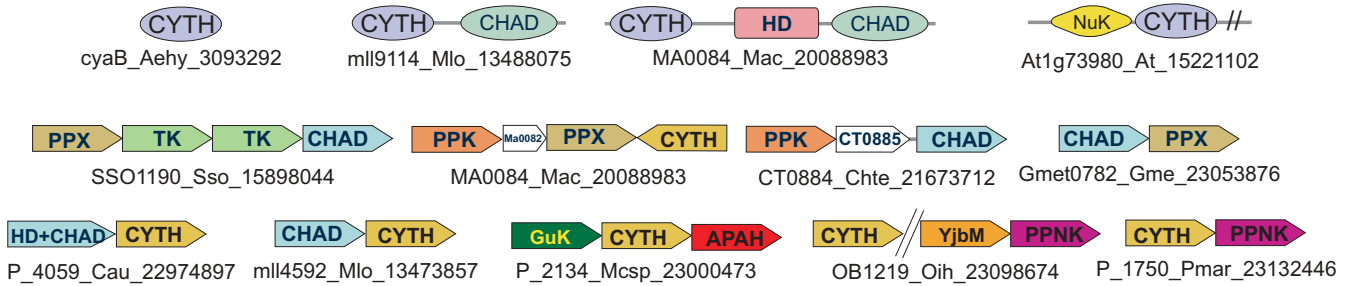 CYTH CYTH CHAD CYTH HD CHAD NuK CYTH //
cyaB_Aehy_3093292 mll9114_Mlo_13488075 MA0084_Mac_20088983 At1g73980_At_15221102
PPX TK TK CHAD PPK Ma0082 PPX CYTH PPK CT0885 CHAD CHAD PPX
SSO1190_Sso_15898044 MA0084_Mac_20088983 CT0884_Chte_21673712 Gmet0782_Gme_23053876
HD+CHAD CYTH CHAD CYTH GuK CYTH APAH CYTH // YjbM PPNK CYTH PPNK
P_4059_Cau_22974897 mll4592_Mlo_13473857 P_2134_Mcsp_23000473 OB1219_Oih_23098674 P_1750_Pmar_23132446